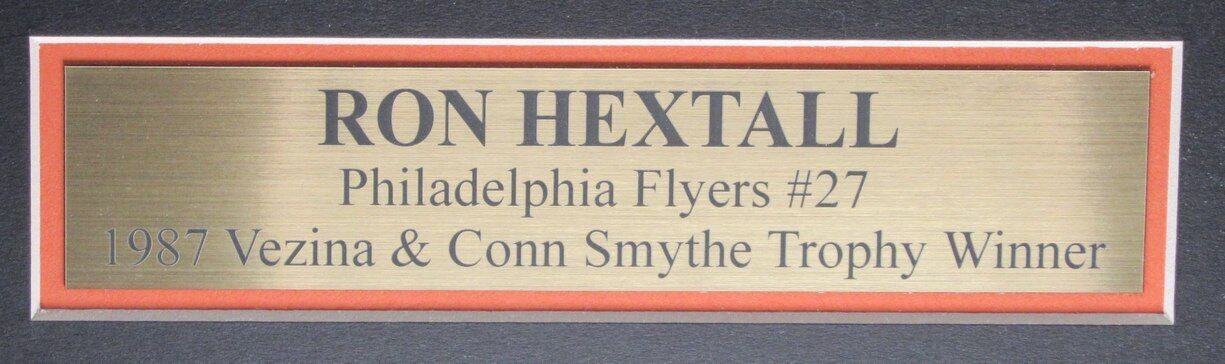 RON HEXTALL
Philadelphia Flyers #27
1987 Vezina & Conn Smythe Trophy Winner